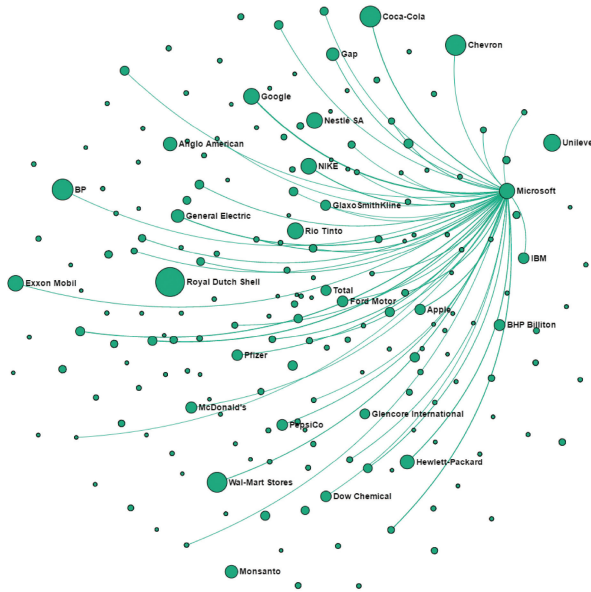 Coca-Cola
Chevron
Gap
Google
Nestle SA
Unileve
Anglo American
NIKE
BP
Microsoft
GlaxoSmithKline
General Electric
Rio Tinto
IBM
Exxon Mobil
Royal Dutch Shell
Total
Ford Motor
Apple
BHP Billiton
Pfizer
McDonald's
Glencore International
PepsiCo
Hewlett-Packard
Wal-Mart Stores
Dow Chemical
Monsanto